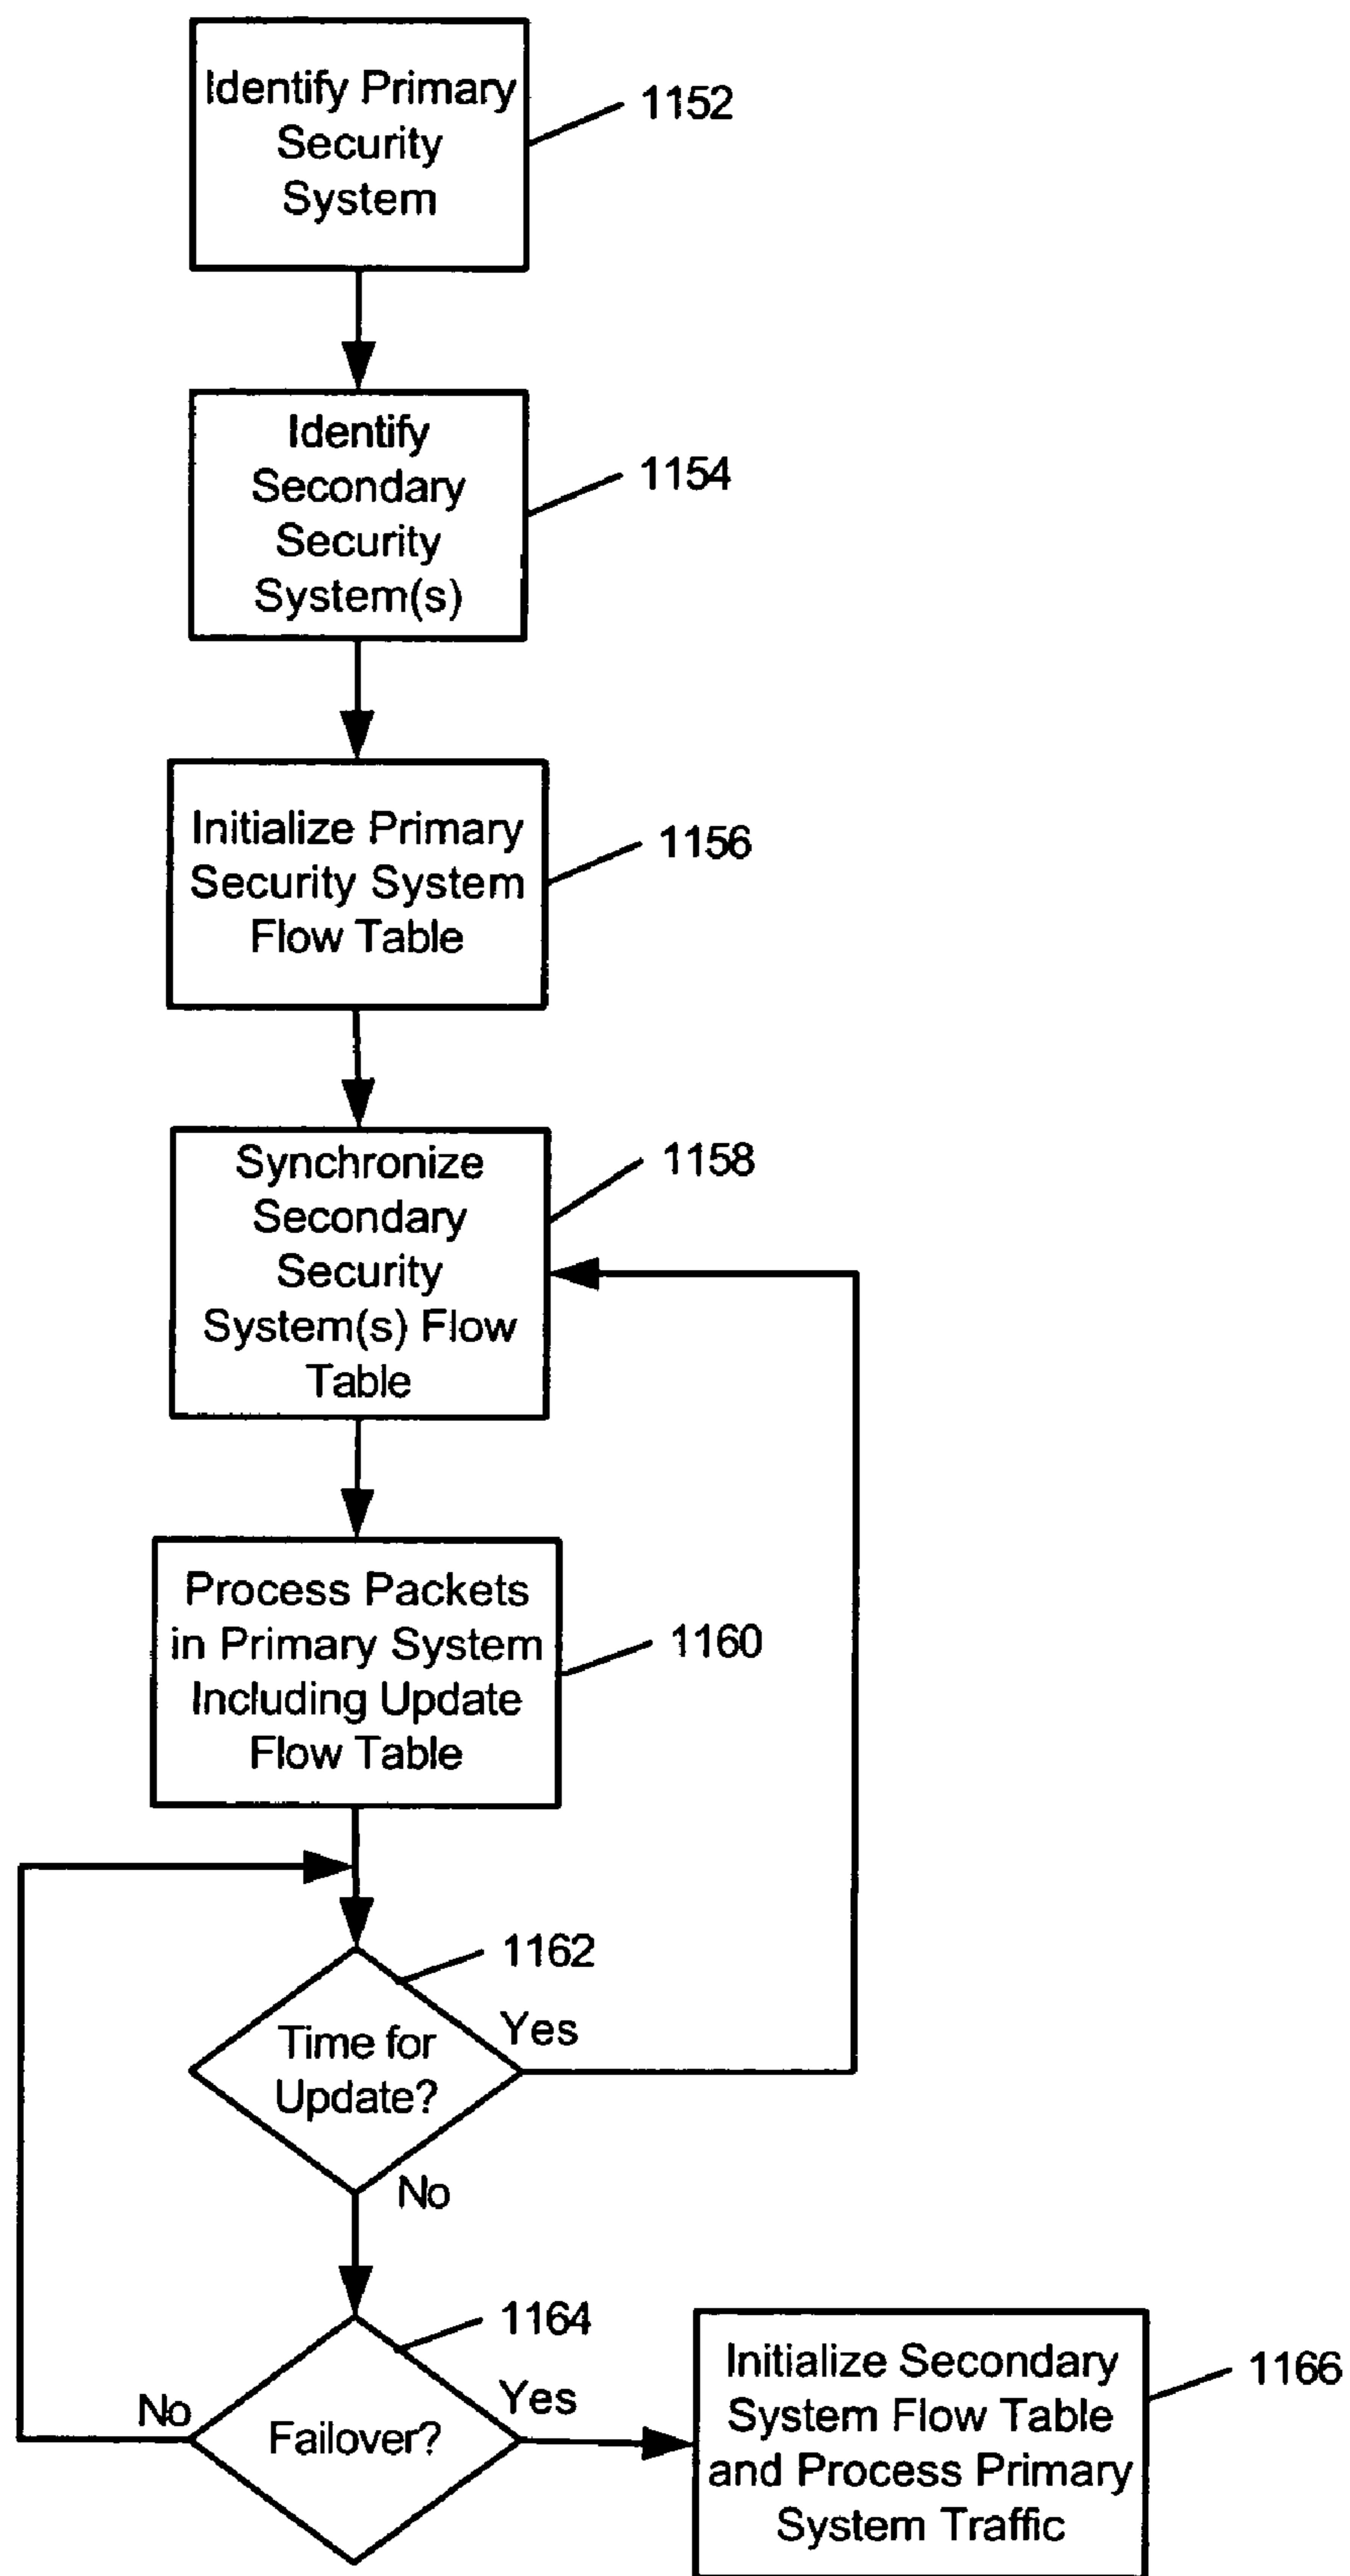 Identify Primary
Security
System
1152
Identify
Secondary
Security
System(s)
1154
Initialize Primary
Security System
Flow Table
1156
Synchronize
Secondary
Security
System(s) Flow
Table
1158
Process Packets
in Primary System
Including Update
Flow Table
1160
1162
Time for
Update?
Yes
No
1164
Failover?
No
Yes
Initialize Secondary
System Flow Table
and Process Primary
System Traffic
1166